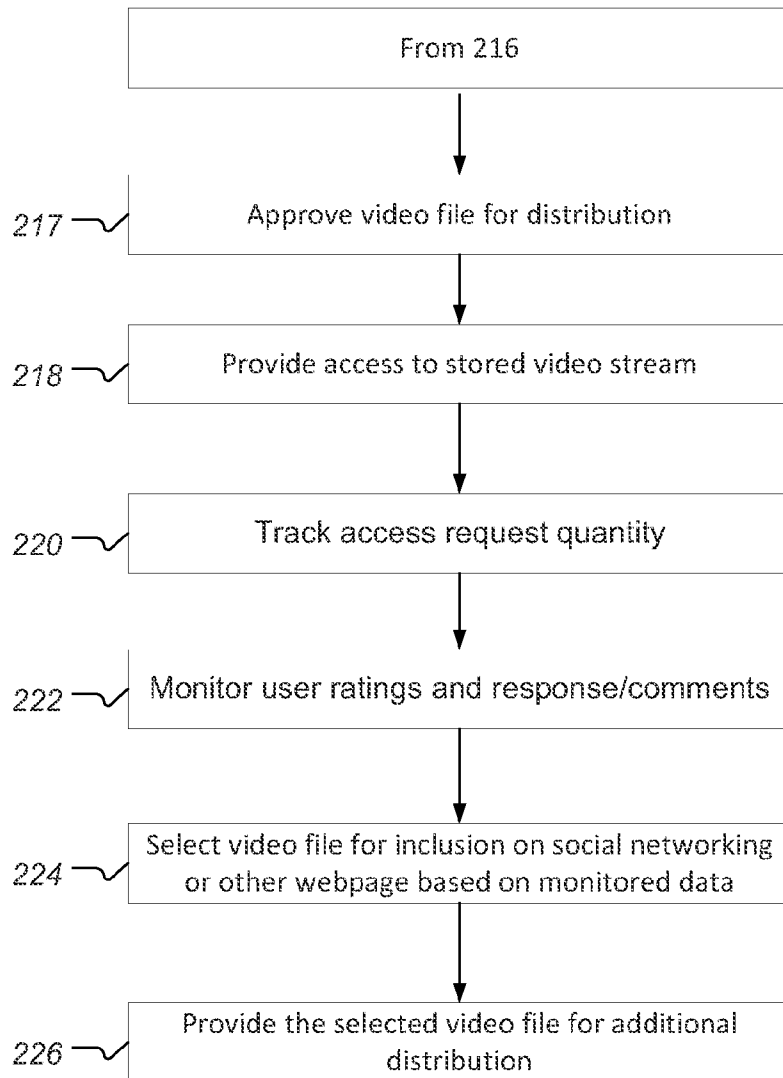 From 216
217
Approve video file for distribution
218
Provide access to stored video stream
220
Track access request quantity
222
Monitor user ratings and response/comments
224
Select video file for inclusion on social networking
or other webpage based on monitored data
226
Provide the selected video file for additional
distribution